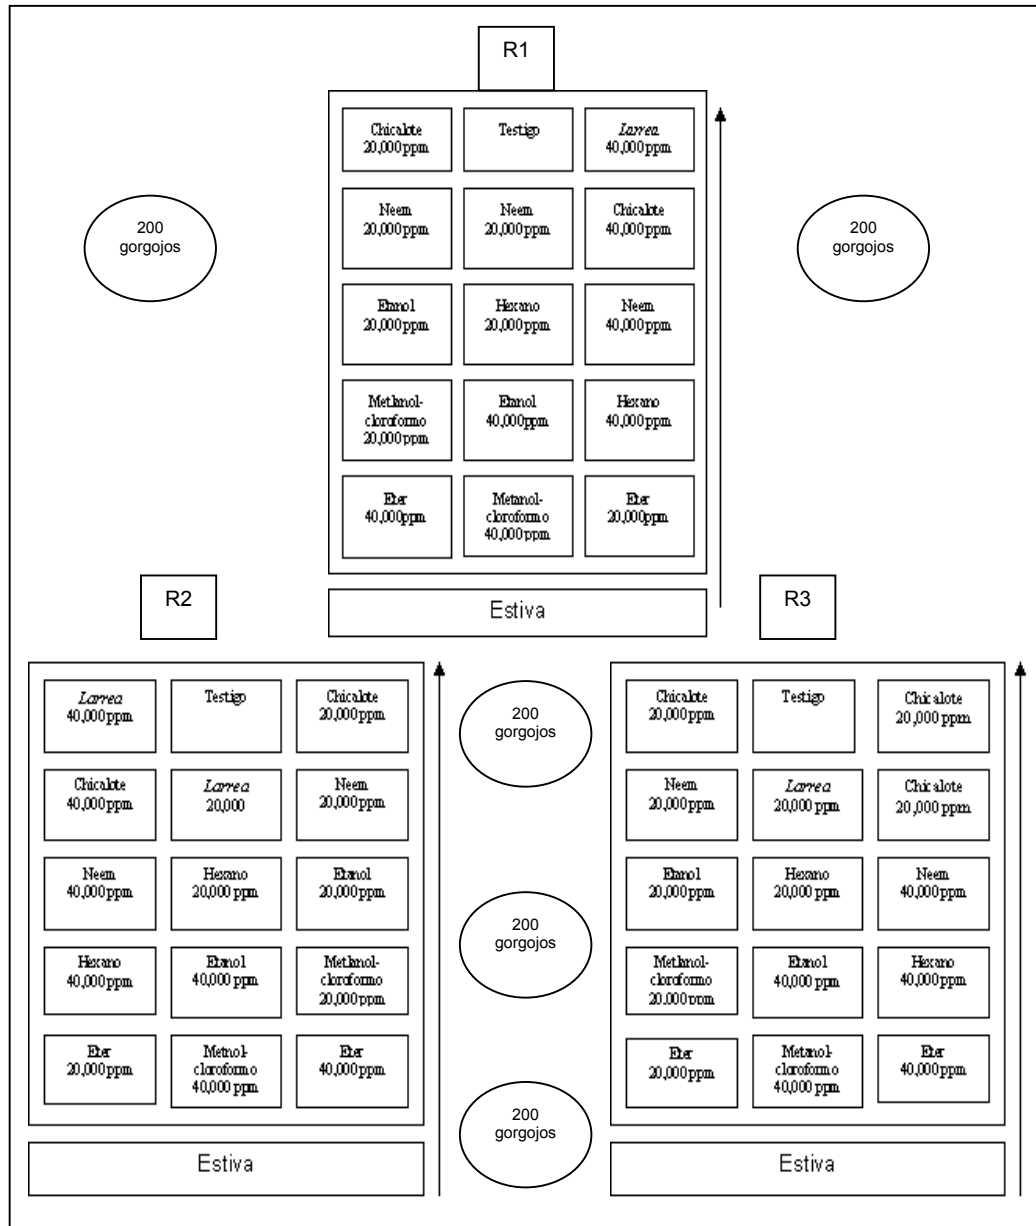 R1
Chicalote
20,000ppm
Testigo
Larrea
40,000ppm
Neem
20,000ppm
Neem
20,000ppm
Chicalote
40,000ppm
Etanol
20,000ppm
Hexano
20,000ppm
Neem
40,000ppm
Metlanol-
cloroformo
20,000ppm
Etanol
40,000ppm
Hexano
40,000ppm
Eter
40,000ppm
Metanol-
cloroformo
40,000ppm
Eter
20,000ppm
Estiva
200
gorgojos
200
gorgojos
R2
Larrea
40,000ppm
Testigo
Chicalote
20,000ppm
Chicalote
40,000ppm
Larrea
20,000
Neem
20,000ppm
Neem
40,000ppm
Hexano
20,000 ppm
Etanol
20,000ppm
Hexano
40,000ppm
Etanol
40,000 ppm
Metlanol-
cloroformo
20,000ppm
Eter
20,000ppm
Metnol-
cloroformo
40,000 ppm
Eter
40,000ppm
Estiva
200
gorgojos
200
gorgojos
200
gorgojos
R3
Chicalote
20,000ppm
Testigo
Chicalote
20,000 ppm
Neem
20,000ppm
Larrea
20,000 ppm
Chicalote
20,000 ppm
Etanol
20,000ppm
Hexano
20,000 ppm
Neem
40,000ppm
Metlanol-
cloroformo
20.000ppm
Etanol
40,000 ppm
Hexano
40,000ppm
Eter
20,000ppm
Metanol-
cloroformo
40,000 ppm
Eter
40,000ppm
Estiva